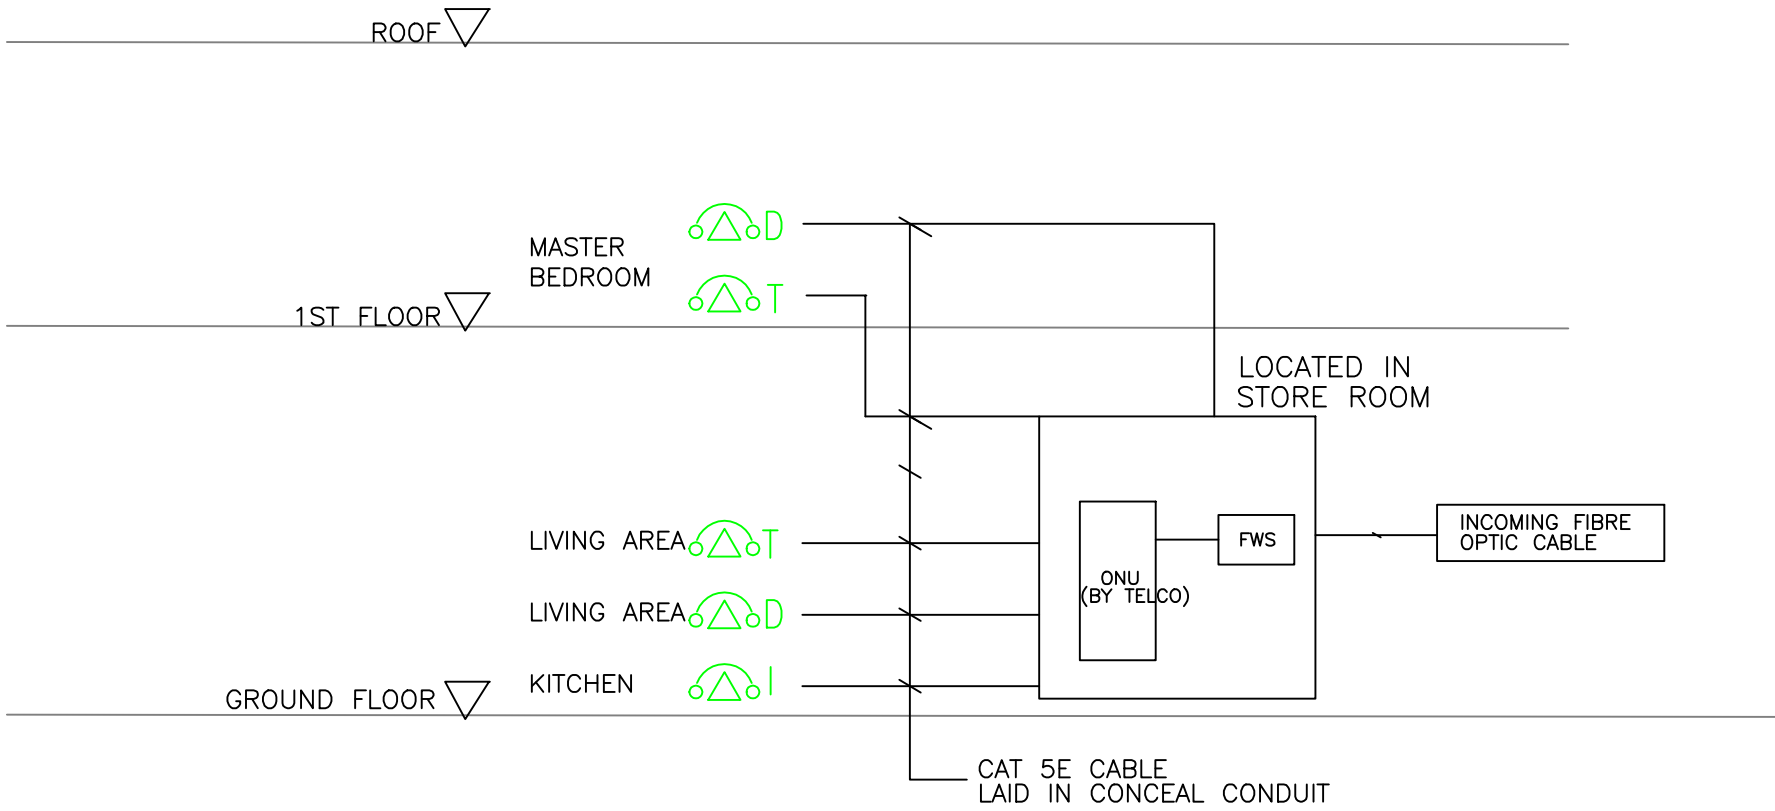 ROOF
D
MASTER
BEDROOM
T
1ST FLOOR
LOCATED IN
STORE ROOM
LIVING AREA T
INCOMING FIBRE
OPTIC CABLE
FWS
ONU
(BY TELCO)
LIVING AREA D
KITCHEN I
GROUND FLOOR
CAT 5E CABLE
LAID IN CONCEAL CONDUIT